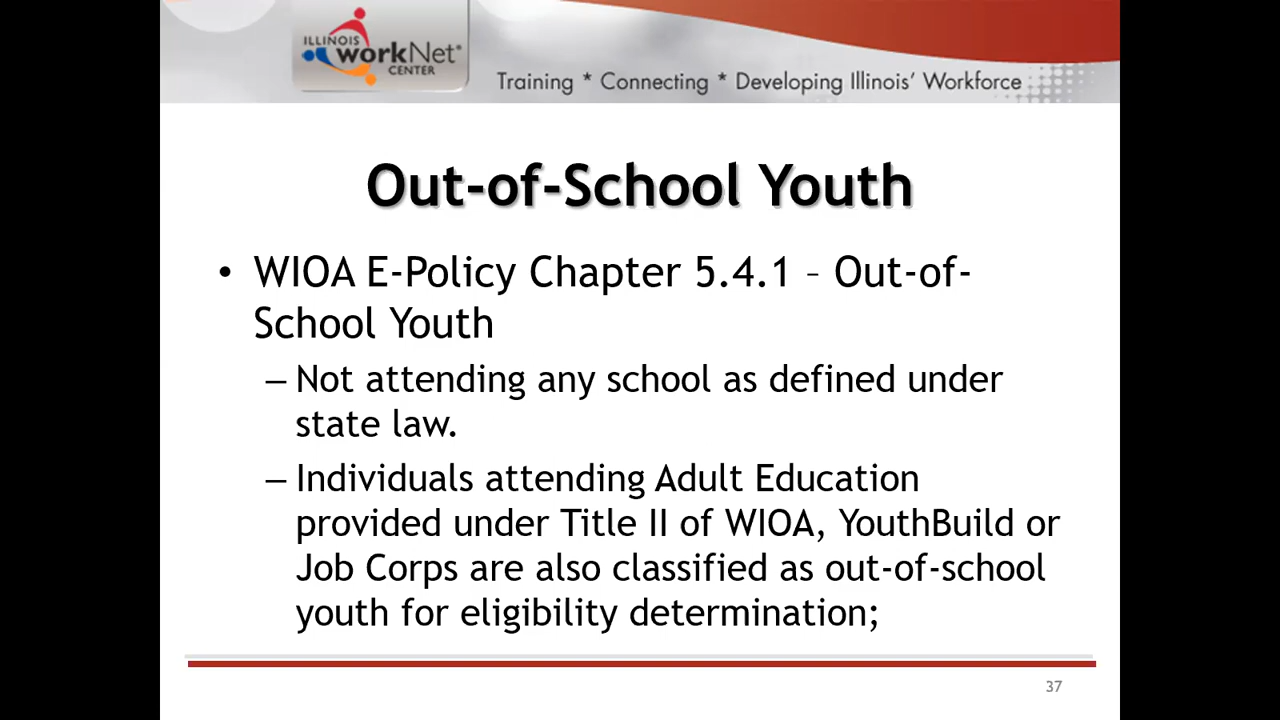 ILLINOIS
workNet®
CENTER
Training * Connecting * Developing Illinois’ Workforce
Out-of-School Youth
• WIOA E-Policy Chapter 5.4.1 – Out-of-
School Youth
– Not attending any school as defined under
state law.
– Individuals attending Adult Education
provided under Title II of WIOA, YouthBuild or
Job Corps are also classified as out-of-school
youth for eligibility determination;
37